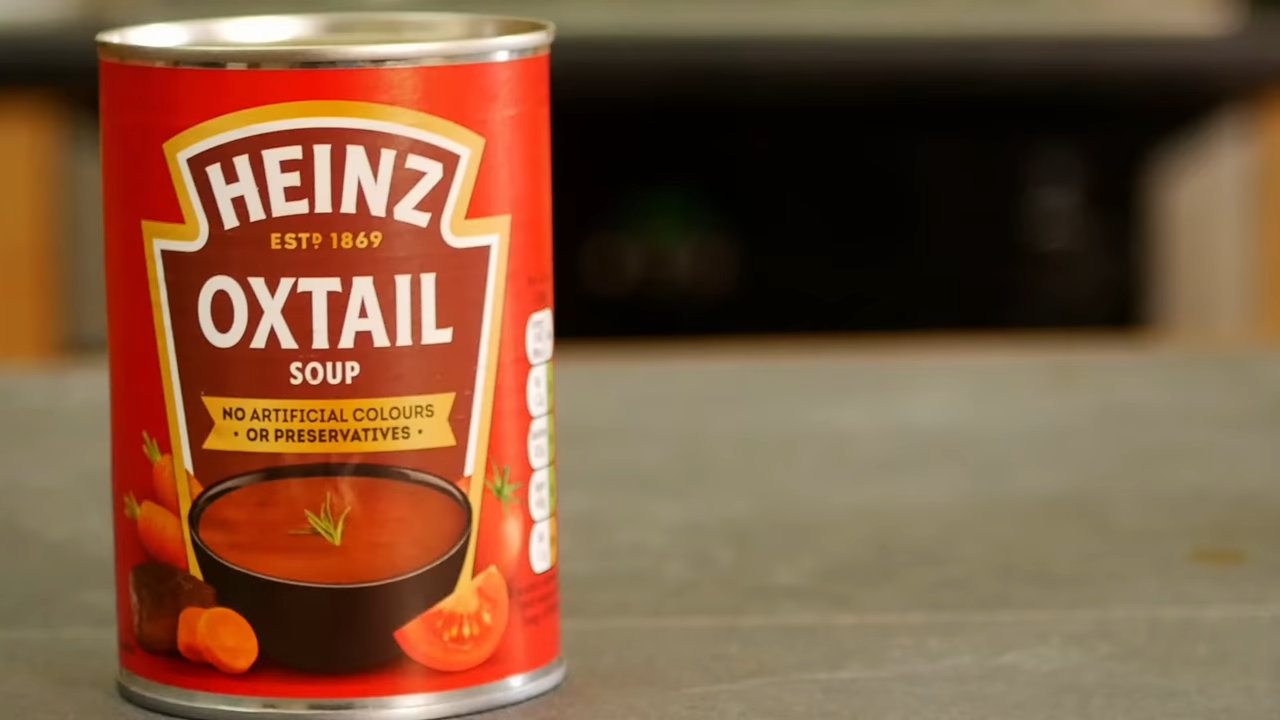 HEINZ
ESTD 1869
OXTAIL
SOUP
NO ARTIFICIAL COLOURS
• OR PRESERVATIVES •